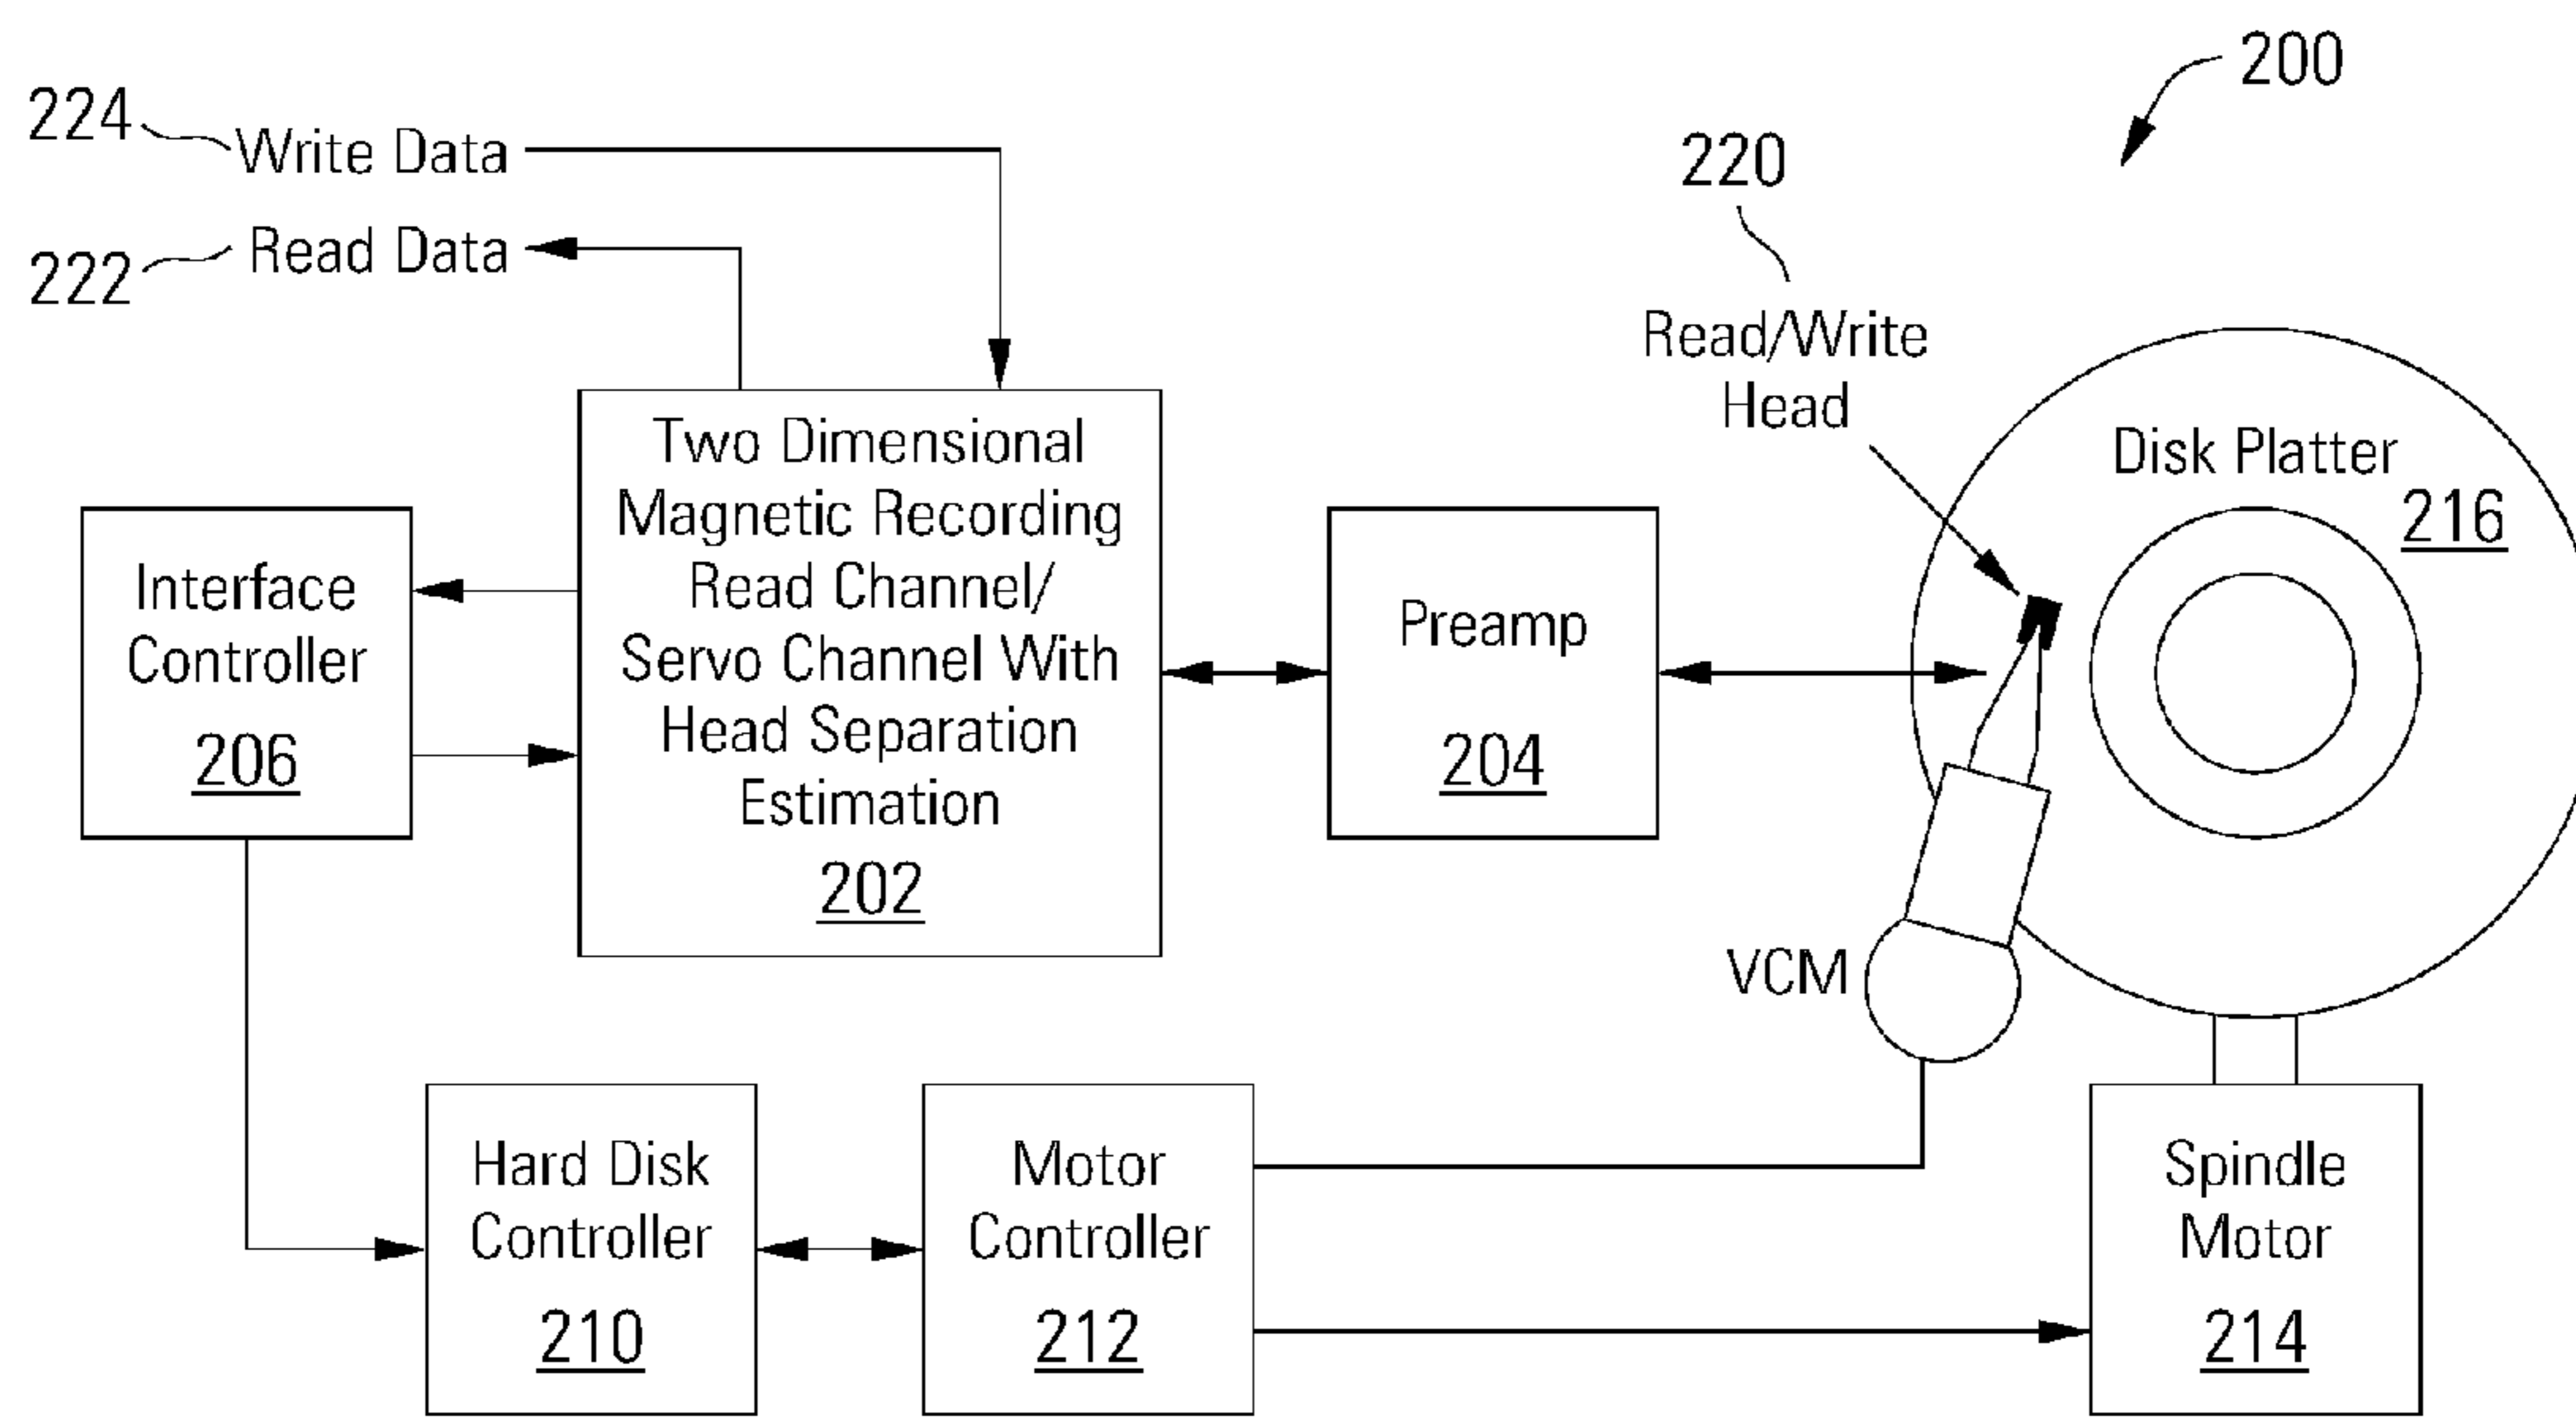 200
224
Write Data
220
222
Read Data
Read/Write
Head
Two Dimensional
Magnetic Recording
Read Channel/
Servo Channel With
Head Separation
Estimation
202
Disk Platter
216
Interface
Controller
206
Preamp
204
VCM
Hard Disk
Controller
210
Motor
Controller
212
Spindle
Motor
214